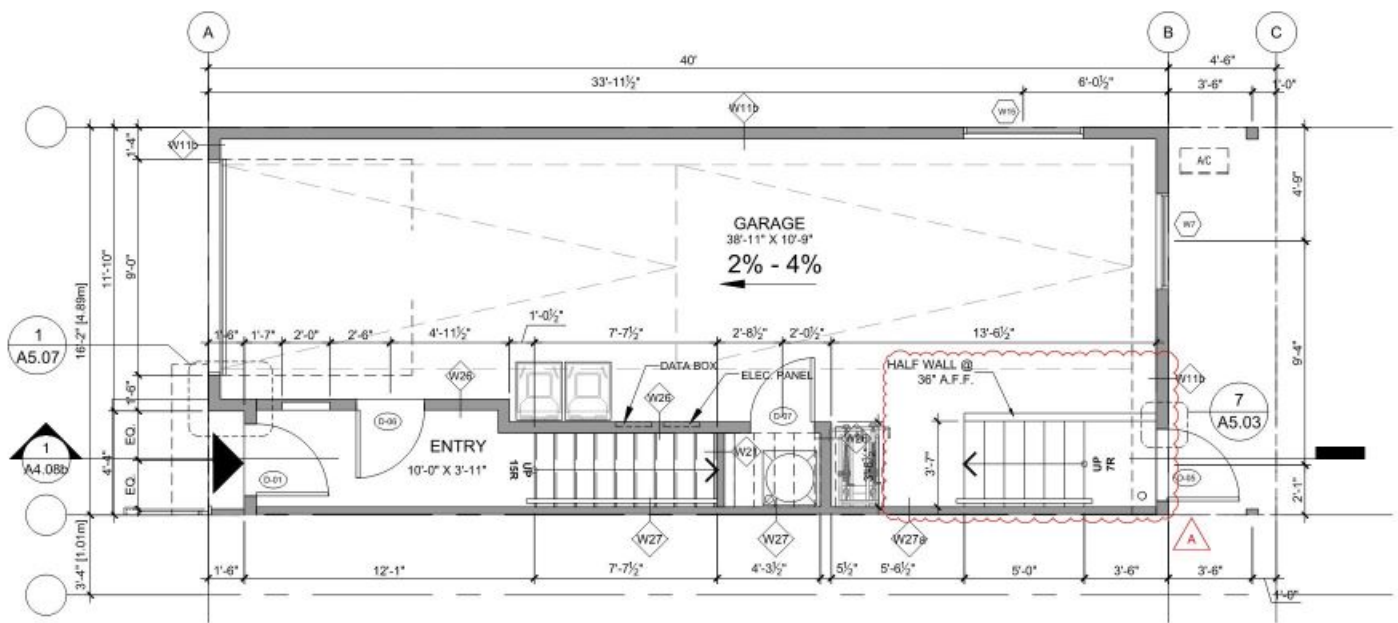 A
B
C
40'
4'-6"
33'-11½"
6'-0½"
3'-6"
1'-0"
W11b
W15
W11b
1'-4"
A/C
4'-9"
W7
GARAGE
38'-11" X 10'-9"
2% - 4%
11'-10"
9'-0"
16'-2" [4.89m]
1
A5.07
1'-6"
1'-7"
2'-0"
2'-6"
4'-11½"
1'-0½"
7'-7½"
2'-8½"
2'-0½"
13'-6½"
9'-4"
DATA BOX
ELEC. PANEL
HALF WALL @
36" A.F.F.
W26
W26
W11b
1'-6"
7
A5.03
D-06
D-07
EQ.
1
A4.08b
4'-4"
ENTRY
10'-0" X 3'-11"
UP
15R
W21
W26
3'-7"
UP
7R
D-01
D-05
EQ.
2'-1"
A
W27
W27
W27a
3'-4" [1.01m]
1'-6"
12'-1"
7'-7½"
4'-3½"
5½"
5'-6½"
5'-0"
3'-6"
3'-6"
1'-0"